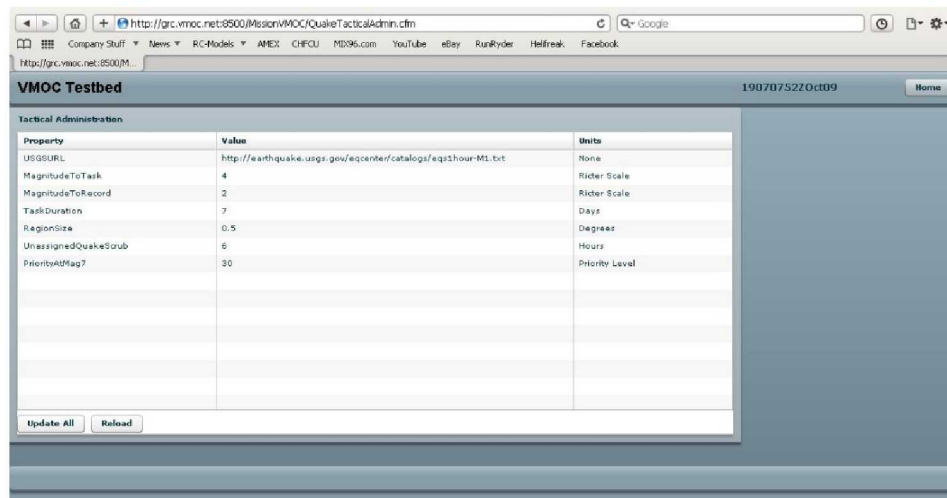 http://grc.vmoc.net:8500/MissionVMOC/QuakeTacticalAdmin.cfm Google
Company Stuff News RC-Models AMEX CHFCU MIX96.com YouTube eBay RunRyder Helifreak Facebook
http://grc.vmoc.net:8500/M...
VMOC Testbed 19070752ZOct09 Home
Tactical Administration
Property Value Units
USGSURL http://earthquake.usgs.gov/eqcenter/catalogs/eqs1hour-M1.txt None
MagnitudeToTask 4 Ricter Scale
MagnitudeToRecord 2 Ricter Scale
TaskDuration 7 Days
RegionSize 0.5 Degrees
UnassignedQuakeScrub 6 Hours
PriorityAtMag7 30 Priority Level
Update All Reload